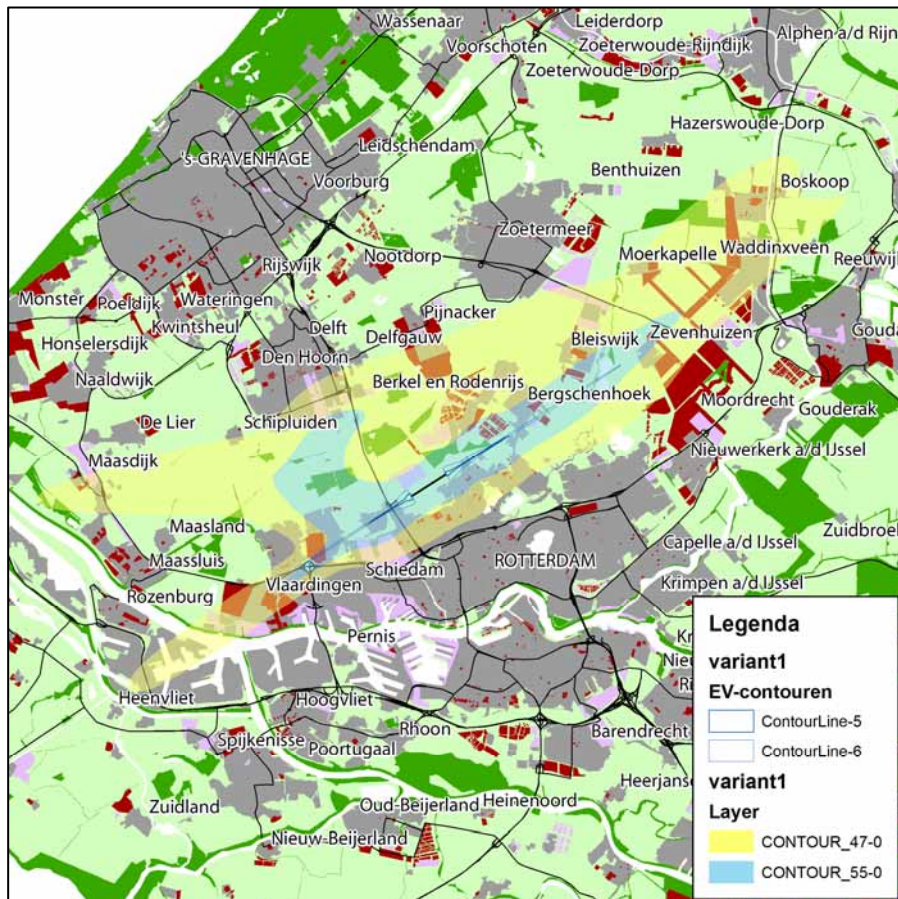 Wassenaar
Leiderdorp
Alphen a/d Rijn
Voorschoten
Zoeterwoude-Rijndijk
Zoeterwoude-Dorp
Hazerswoude-Dorp
's-GRAVENHAGE
Leidschendam
Benthuizen
Boskoop
Voorburg
Zoetermeer
Waddinxveen
Moerkapelle
Reeuwijk
Nootdorp
Rijswijk
Monster
Poeldijk
Wateringen
Pijnacker
Gouda
Kwintsheul
Delft
Delfgauw
Bleiswijk
Zevenhuizen
Honselersdijk
Den Hoorn
Naaldwijk
Berkel en Rodenrijs
Bergschenhoek
Moordrecht
Gouderak
De Lier
Schipluiden
Nieuwerkerk a/d IJssel
Maasdijk
Maasland
Zuidbroek
Maassluis
Schiedam
ROTTERDAM
Capelle a/d IJssel
Vlaardingen
Rozenburg
Krimpen a/d IJssel
Pernis
Heenvliet
Hoogvliet
Rhoon
Barendrecht
Spijkenisse
Poortugaal
Heerjans
Zuidland
Oud-Beijerland
Heinenoord
Nieuw-Beijerland
Kr
Nieu
Ri
Legenda
variant1
EV-contouren
ContourLine-5
ContourLine-6
variant1
Layer
CONTOUR_47-0
CONTOUR_55-0